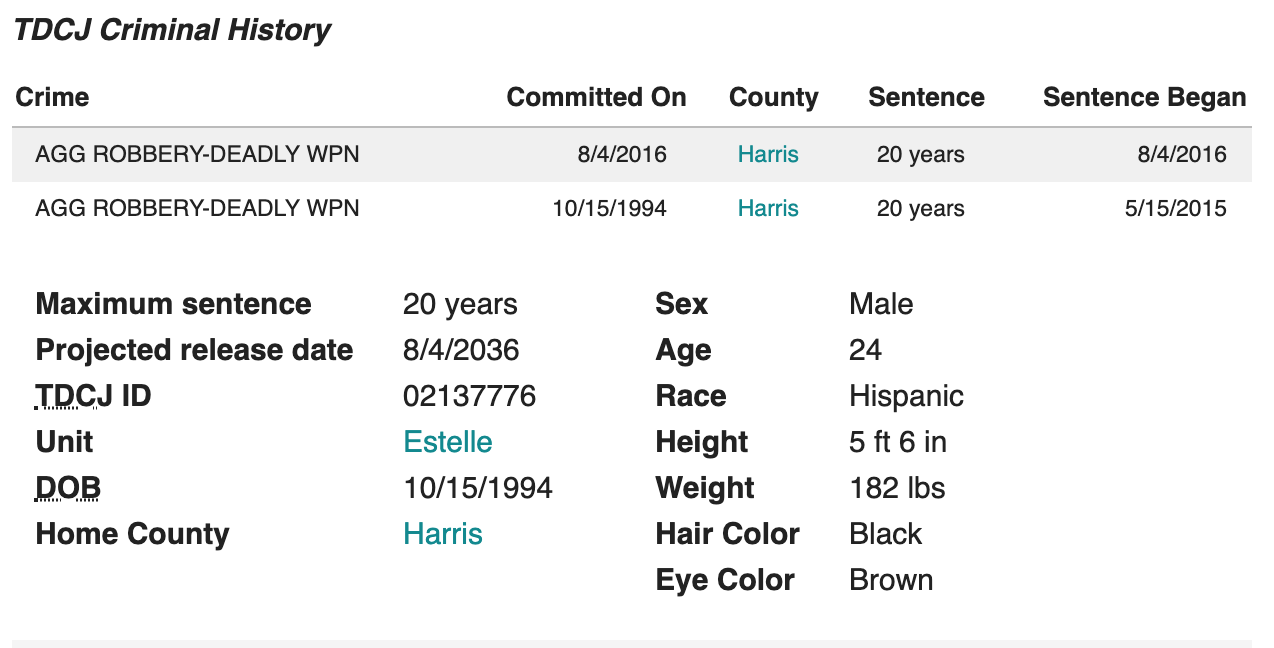 TDCJ Criminal History
Crime Committed On County Sentence Sentence Began
AGG ROBBERY-DEADLY WPN 8/4/2016 Harris 20 years 8/4/2016
AGG ROBBERY-DEADLY WPN 10/15/1994 Harris 20 years 5/15/2015
Maximum sentence 20 years Sex Male
Projected release date 8/4/2036 Age 24
TDCJ ID 02137776 Race Hispanic
Unit Estelle Height 5 ft 6 in
DOB 10/15/1994 Weight 182 lbs
Home County Harris Hair Color Black
Eye Color Brown